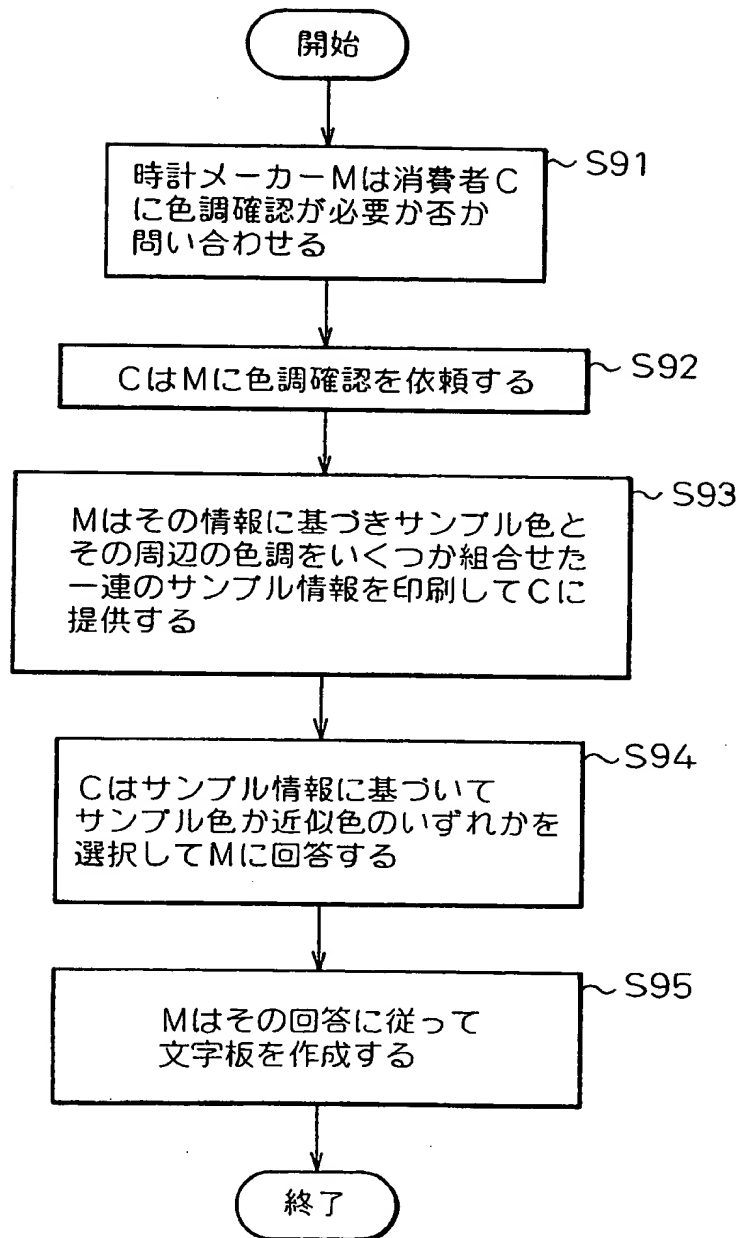 開始
時計メーカーMは消費者C
に色調確認が必要か否か
問い合わせる
S91
CはMに色調確認を依頼する
S92
Mはその情報に基づきサンプル色と
その周辺の色調をいくつか組合せた
一連のサンプル情報を印刷してCに
提供する
S93
Cはサンプル情報に基づいて
サンプル色か近似色のいずれかを
選択してMに回答する
S94
Mはその回答に従って
文字板を作成する
S95
終了